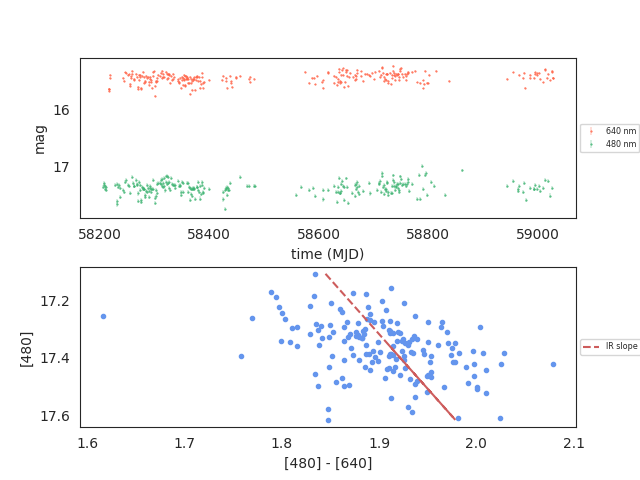 16
17
mag
58200 58400 58600 58800 59000
time (MJD)
640 nm
480 nm
17.2
17.4
17.6
[480]
1.6 1.7 1.8 1.9 2.0 2.1
[480] - [640]
IR slope